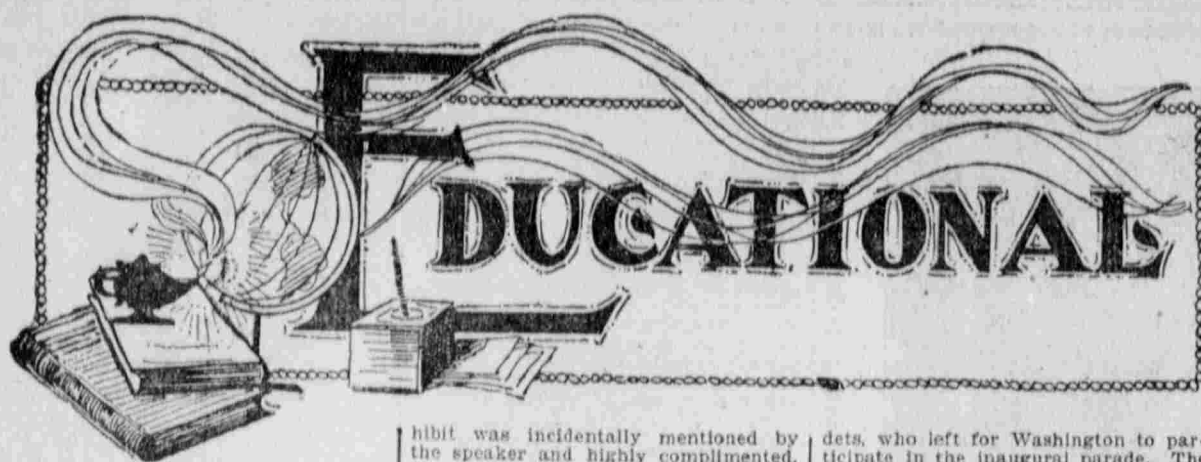 EDUCATIONAL
hibit was incidentally mentioned by
the speaker and highly complimented.
dets, who left for Washington to par-
ticipate in the inaugural parade. The